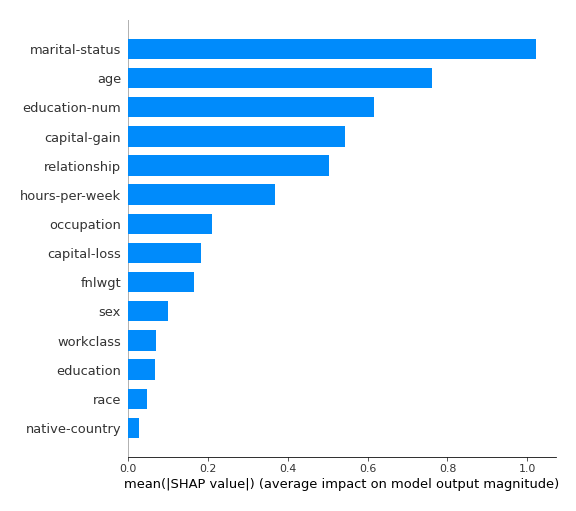 marital-status
age
education-num
capital-gain
relationship
hours-per-week
occupation
capital-loss
fnlwgt
sex
workclass
education
race
native-country
0.0 0.2 0.4 0.6 0.8 1.0
mean(|SHAP value|) (average impact on model output magnitude)